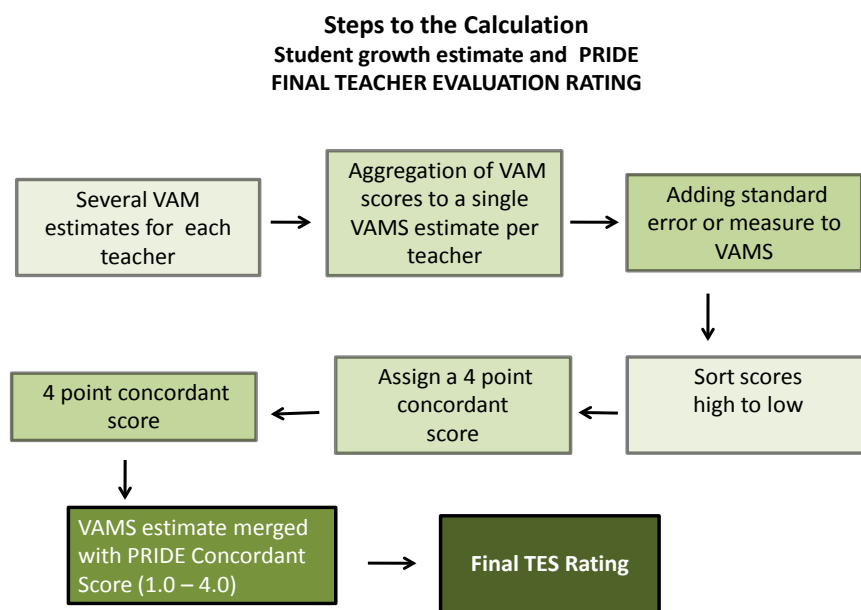 Steps to the Calculation
Student growth estimate and PRIDE
FINAL TEACHER EVALUATION RATING
Several VAM
estimates for each
teacher
Aggregation of VAM
scores to a single
VAMS estimate per
teacher
Adding standard
error or measure to
VAMS
Sort scores
high to low
Assign a 4 point
concordant
score
4 point concordant
score
VAMS estimate merged
with PRIDE Concordant
Score (1.0 – 4.0)
Final TES Rating